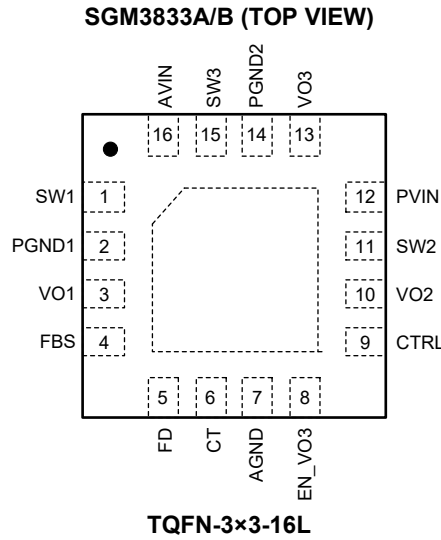 SGM3833A/B (TOP VIEW)
AVIN SW3 PGND2 VO3
16 15 14 13
SW1 1 12 PVIN
PGND1 2 11 SW2
VO1 3 10 VO2
FBS 4 9 CTRL
5 6 7 8
FD CT AGND EN_VO3
TQFN-3×3-16L